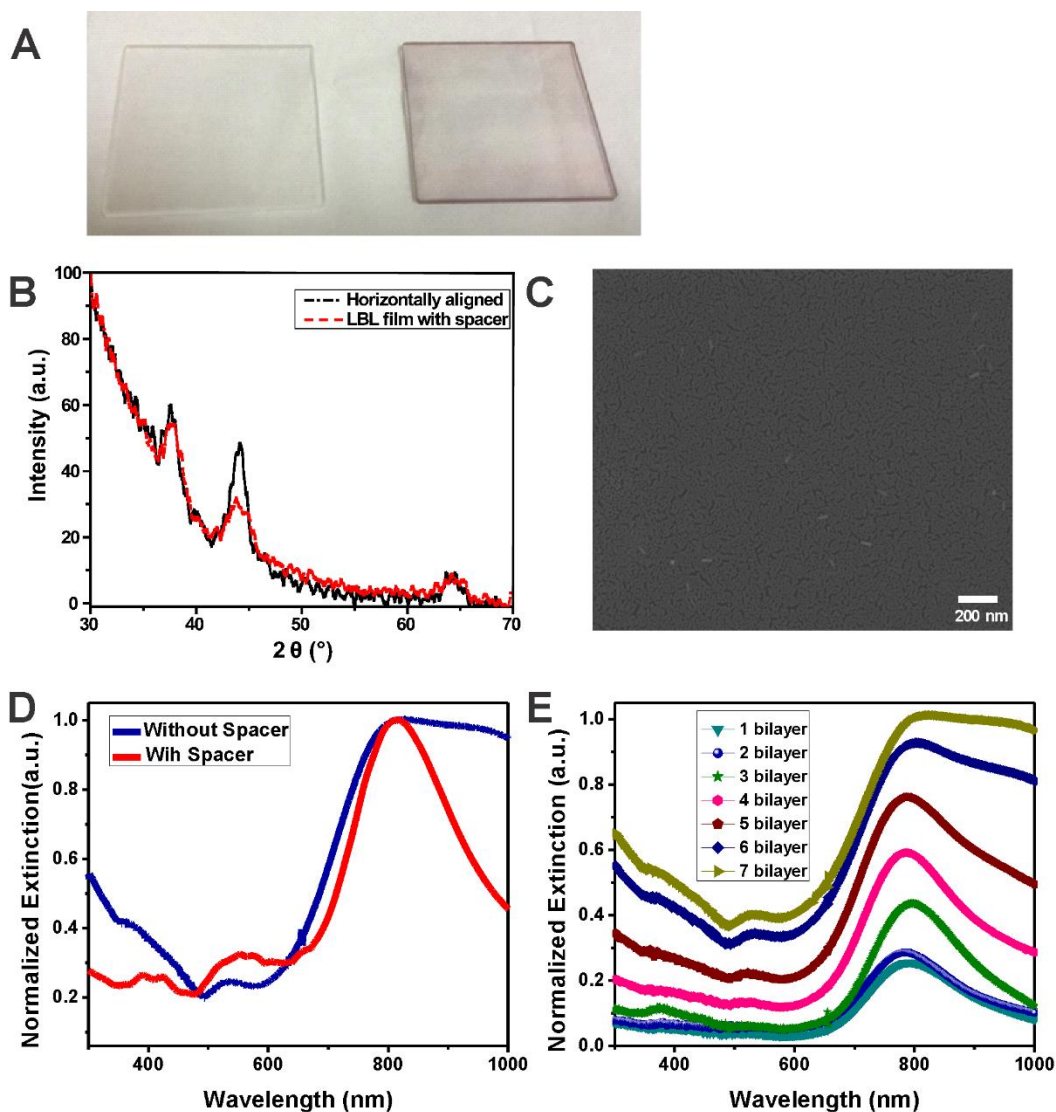 A
B
100
80
60
40
20
0
Intensity (a.u.)
Horizontally aligned
LBL film with spacer
30 40 50 60 70
2 θ (°)
C
200 nm
D
1.0
0.8
0.6
0.4
0.2
Normalized Extinction(a.u.)
Without Spacer
Wih Spacer
400 600 800 1000
Wavelength (nm)
E
1.0
0.8
0.6
0.4
0.2
0.0
Normalized Extinction (a.u.)
1 bilayer
2 bilayer
3 bilayer
4 bilayer
5 bilayer
6 bilayer
7 bilayer
400 600 800 1000
Wavelength (nm)